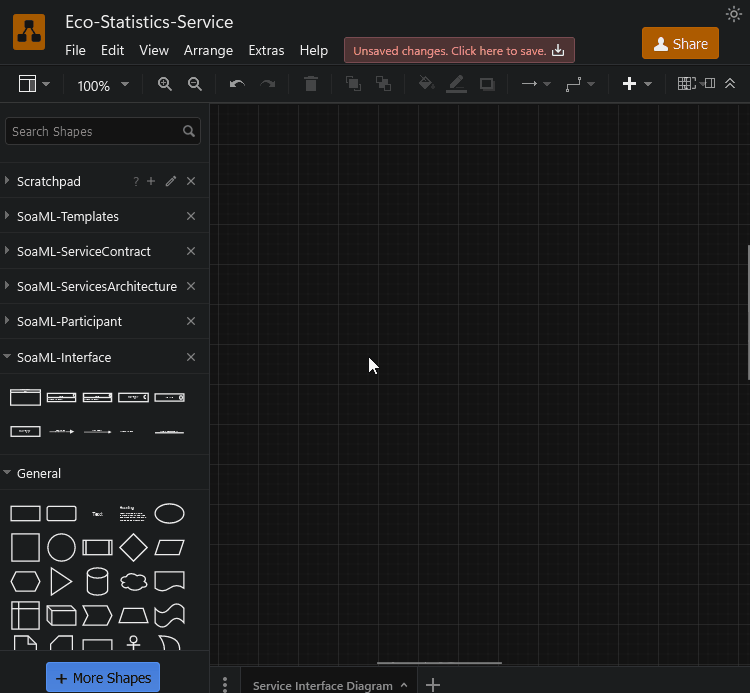 Eco-Statistics-Service
File Edit View Arrange Extras Help
Unsaved changes. Click here to save.
Share
100%
Search Shapes
Scratchpad ?
SoaML-Templates
SoaML-ServiceContract
SoaML-ServicesArchitecture
SoaML-Participant
SoaML-Interface
General
Text
Heading
+ More Shapes
Service Interface Diagram